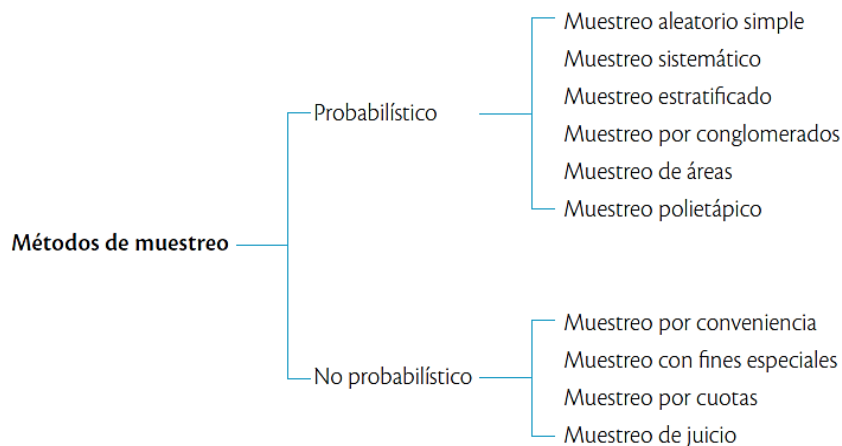 Métodos de muestreo
Probabilístico
Muestreo aleatorio simple
Muestreo sistemático
Muestreo estratificado
Muestreo por conglomerados
Muestreo de áreas
Muestreo polietápico
No probabilístico
Muestreo por conveniencia
Muestreo con fines especiales
Muestreo por cuotas
Muestreo de juicio